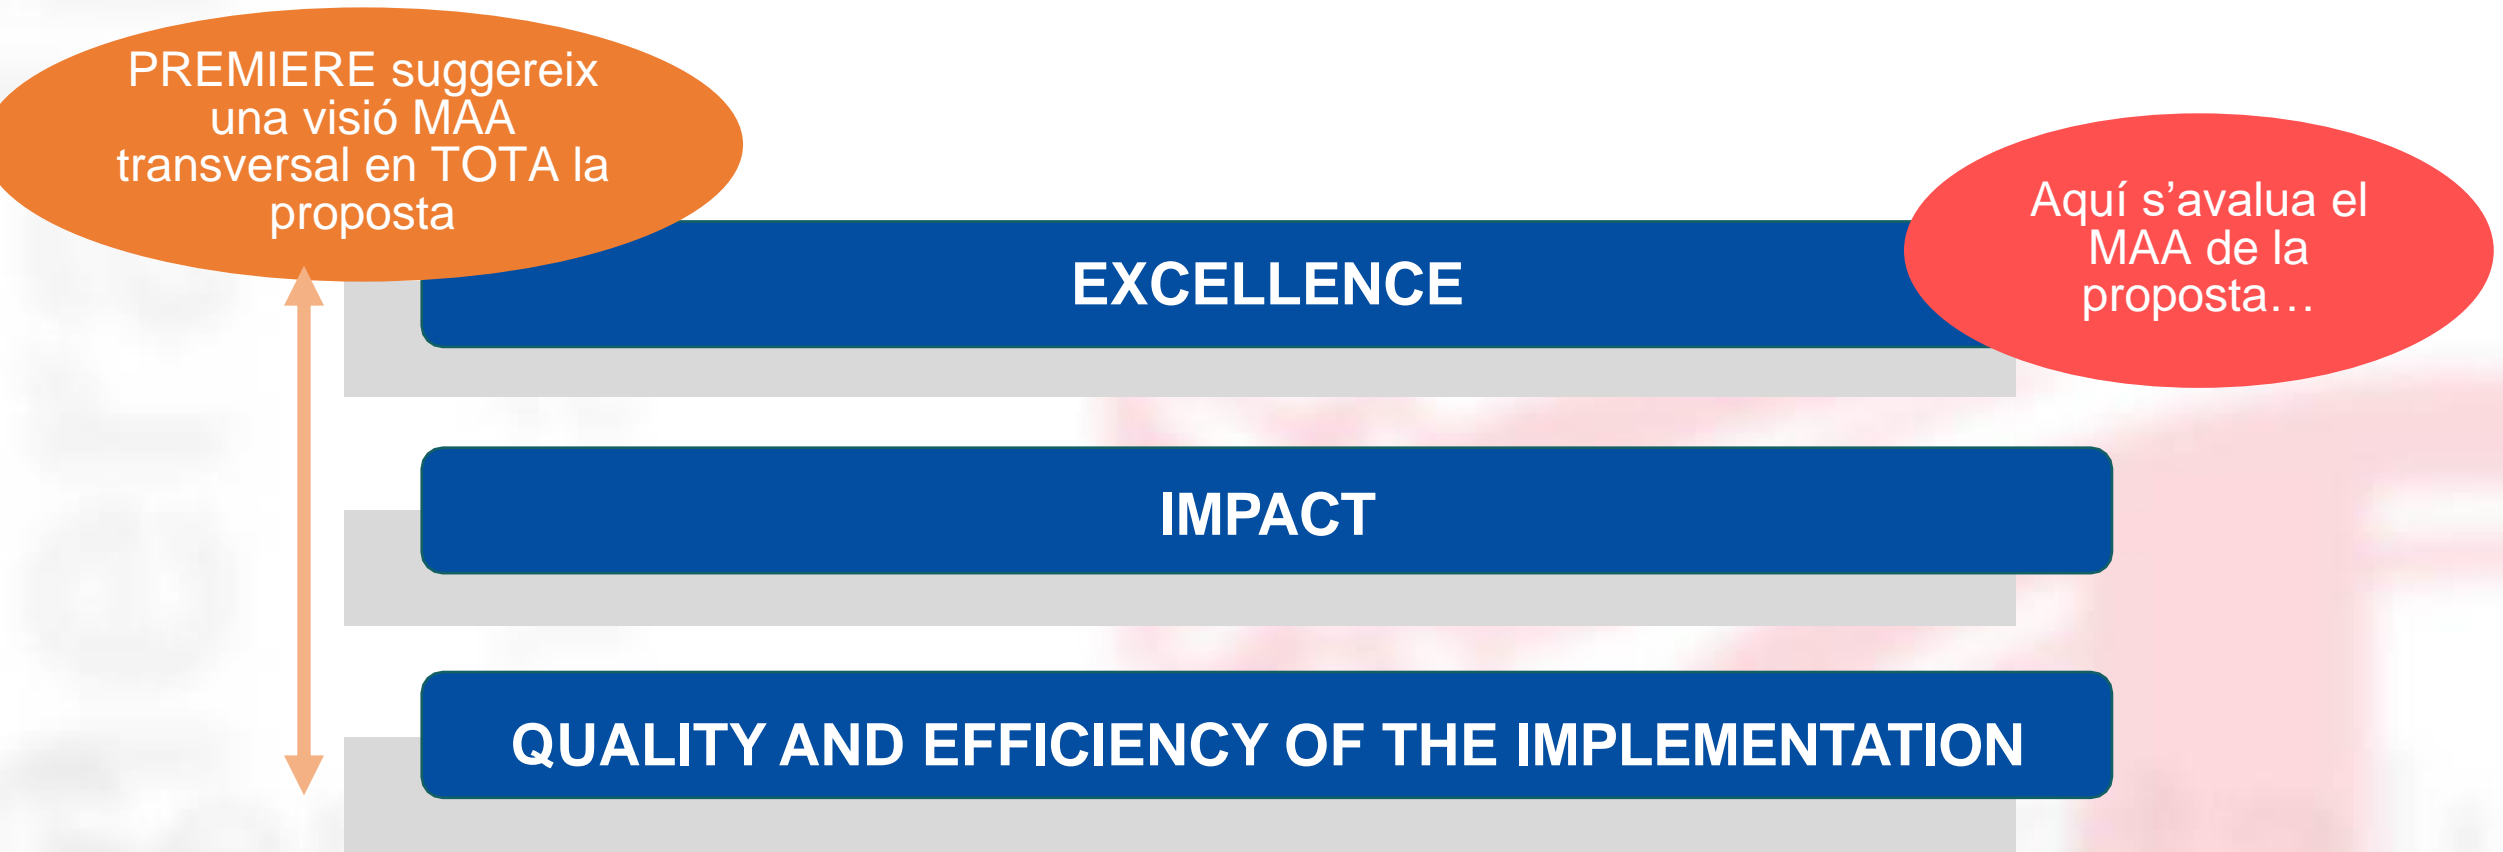 PREMIERE suggereix
una visió MAA
transversal en TOTA la
proposta
Aquí s’avalua el
MAA de la
proposta…
EXCELLENCE
IMPACT
QUALITY AND EFFICIENCY OF THE IMPLEMENTATION